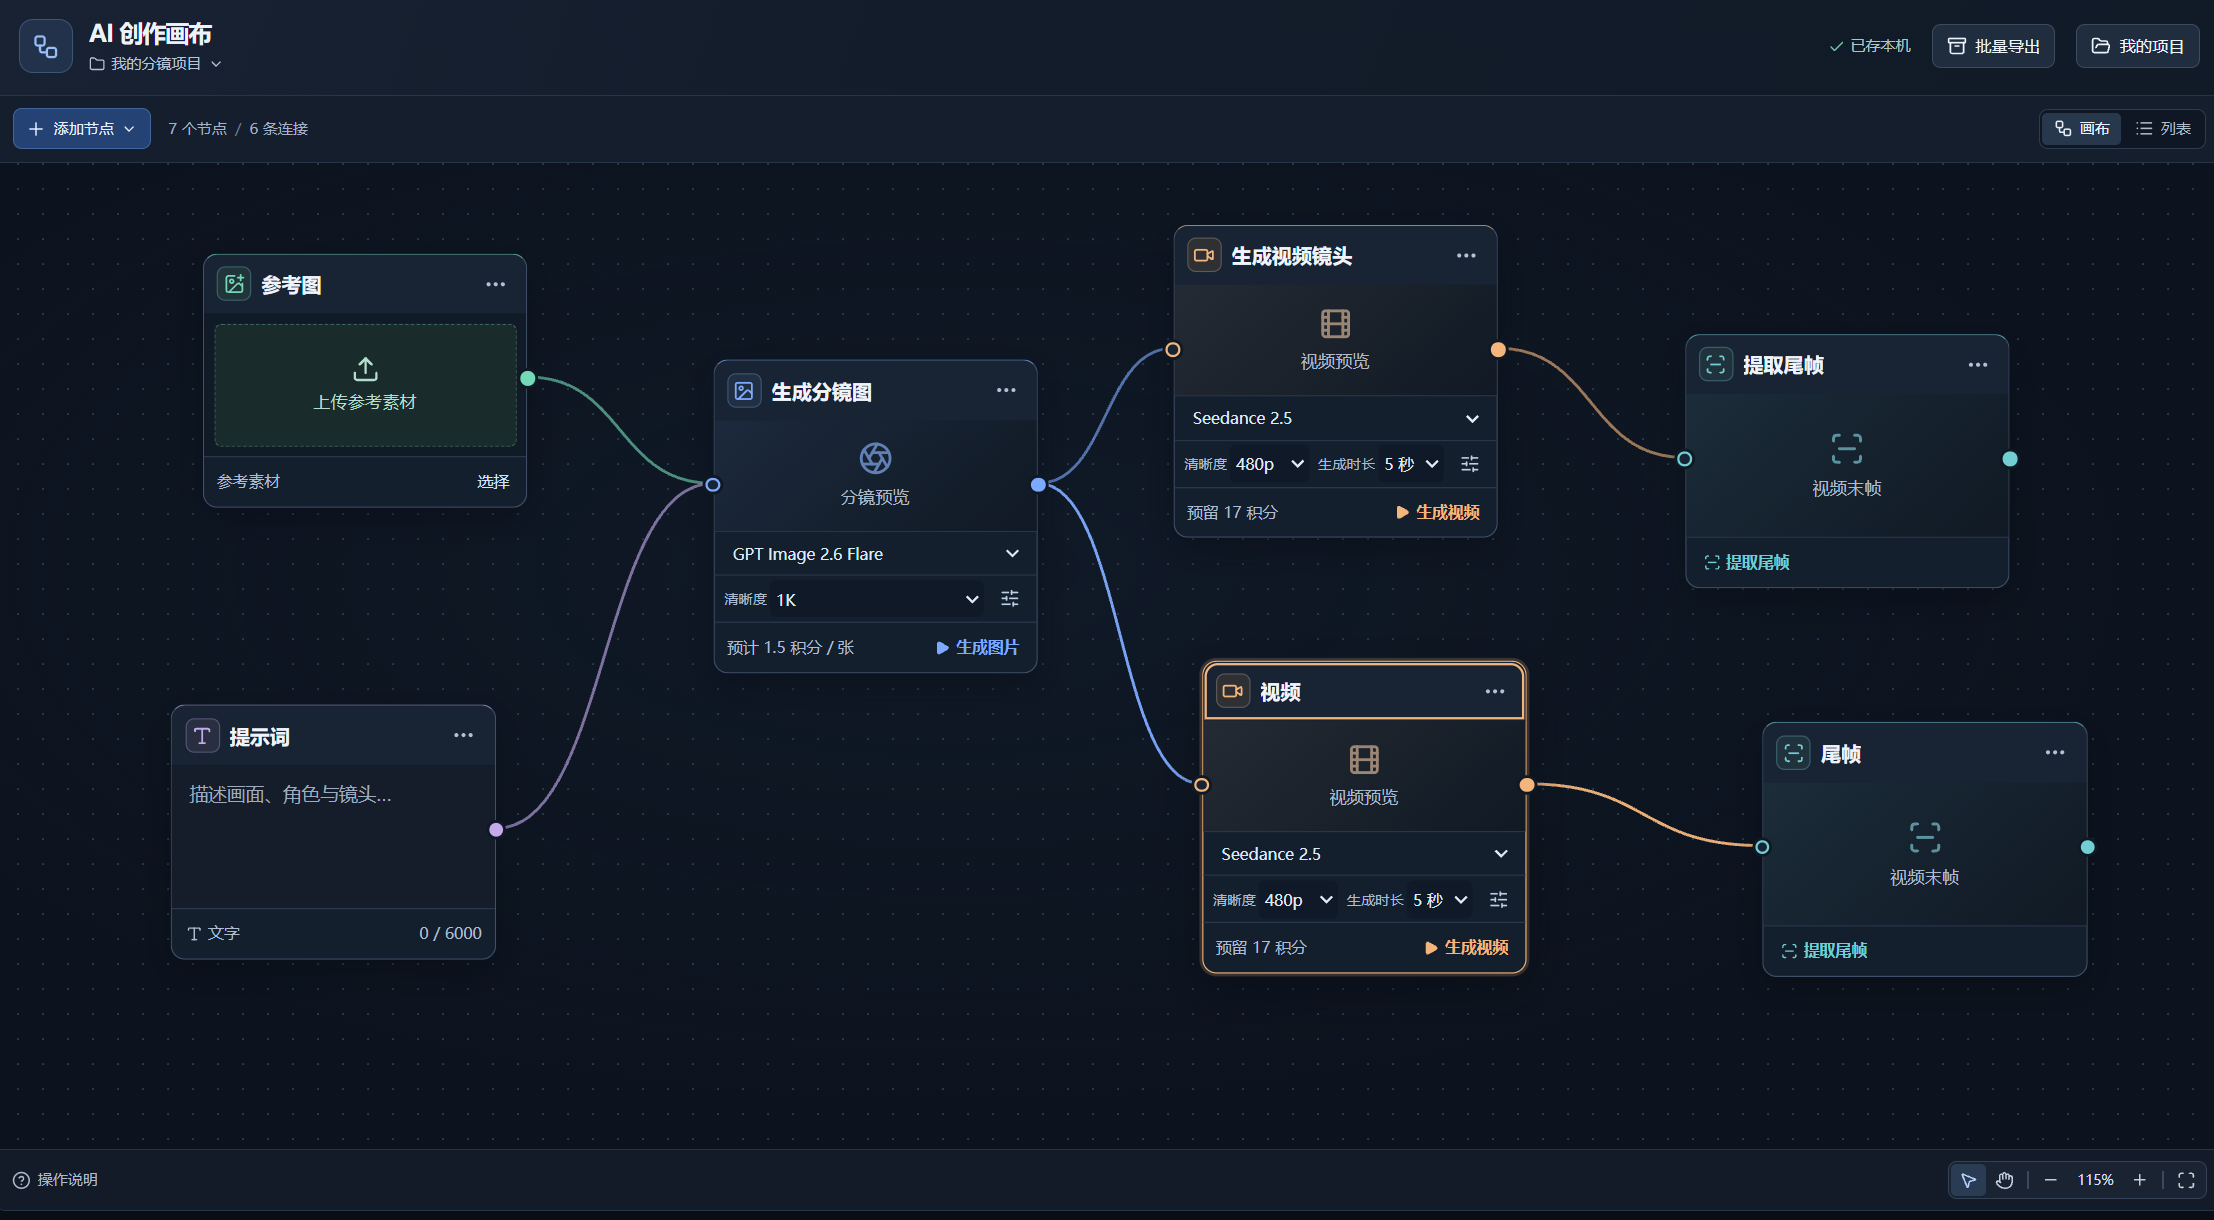 AI 创作画布
我的分镜项目
已存本机
批量导出
我的项目
添加节点
7 个节点 / 6 条连接
画布
列表
参考图
上传参考素材
参考素材
选择
提示词
描述画面、角色与镜头...
文字
0 / 6000
生成分镜图
分镜预览
GPT Image 2.6 Flare
清晰度 1K
预计 1.5 积分 / 张
生成图片
生成视频镜头
视频预览
Seedance 2.5
清晰度 480p 生成时长 5 秒
预留 17 积分
生成视频
视频
视频预览
Seedance 2.5
清晰度 480p 生成时长 5 秒
预留 17 积分
生成视频
提取尾帧
视频末帧
提取尾帧
尾帧
视频末帧
提取尾帧
操作说明
115%